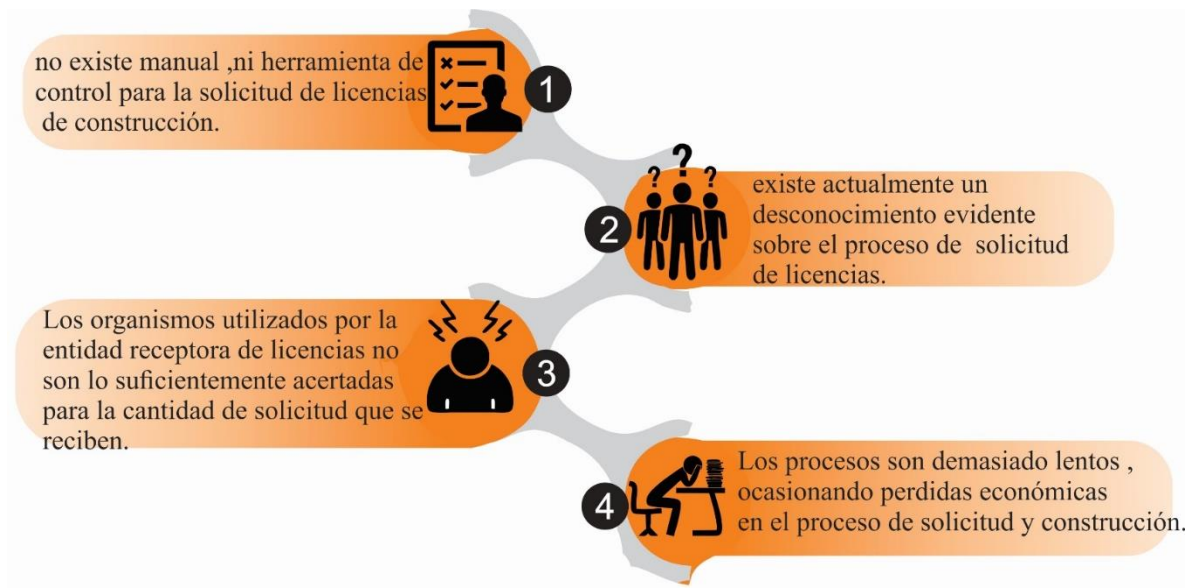 no existe manual ,ni herramienta de
control para la solicitud de licencias
de construcción.
1
existe actualmente un
desconocimiento evidente
sobre el proceso de solicitud
de licencias.
2
Los organismos utilizados por la
entidad receptora de licencias no
son lo suficientemente acertadas
para la cantidad de solicitud que se
reciben.
3
Los procesos son demasiado lentos ,
ocasionando perdidas económicas
en el proceso de solicitud y construcción.
4
? ? ?